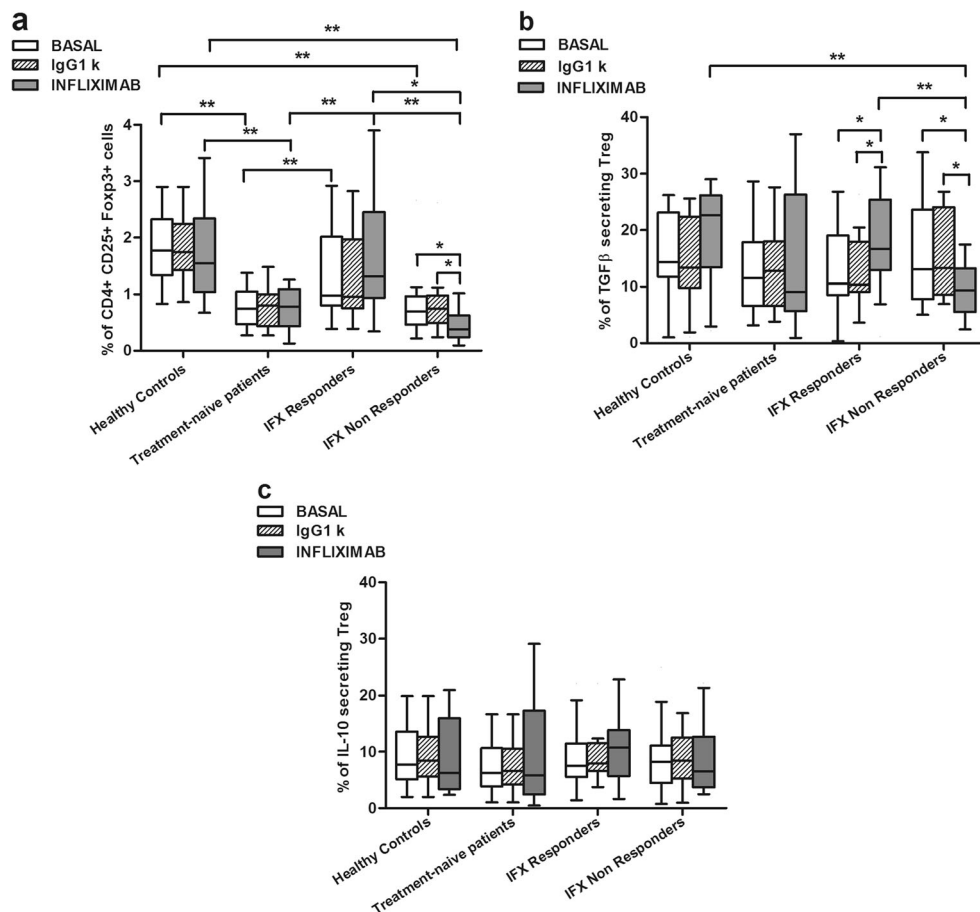 a
BASAL
IgG1 k
INFLIXIMAB
**
**
*
**
**
**
**
**
*
*
% of CD4+ CD25+ Foxp3+ cells
4
3
2
1
0
Healthy Controls
Treatment-naive patients
IFX Responders
IFX Non Responders
b
BASAL
IgG1 k
INFLIXIMAB
**
**
*
*
*
*
% of TGFβ secreting Treg
40
30
20
10
0
Healthy Controls
Treatment-naive patients
IFX Responders
IFX Non Responders
c
BASAL
IgG1 k
INFLIXIMAB
% of IL-10 secreting Treg
40
30
20
10
0
Healthy Controls
Treatment-naive patients
IFX Responders
IFX Non Responders